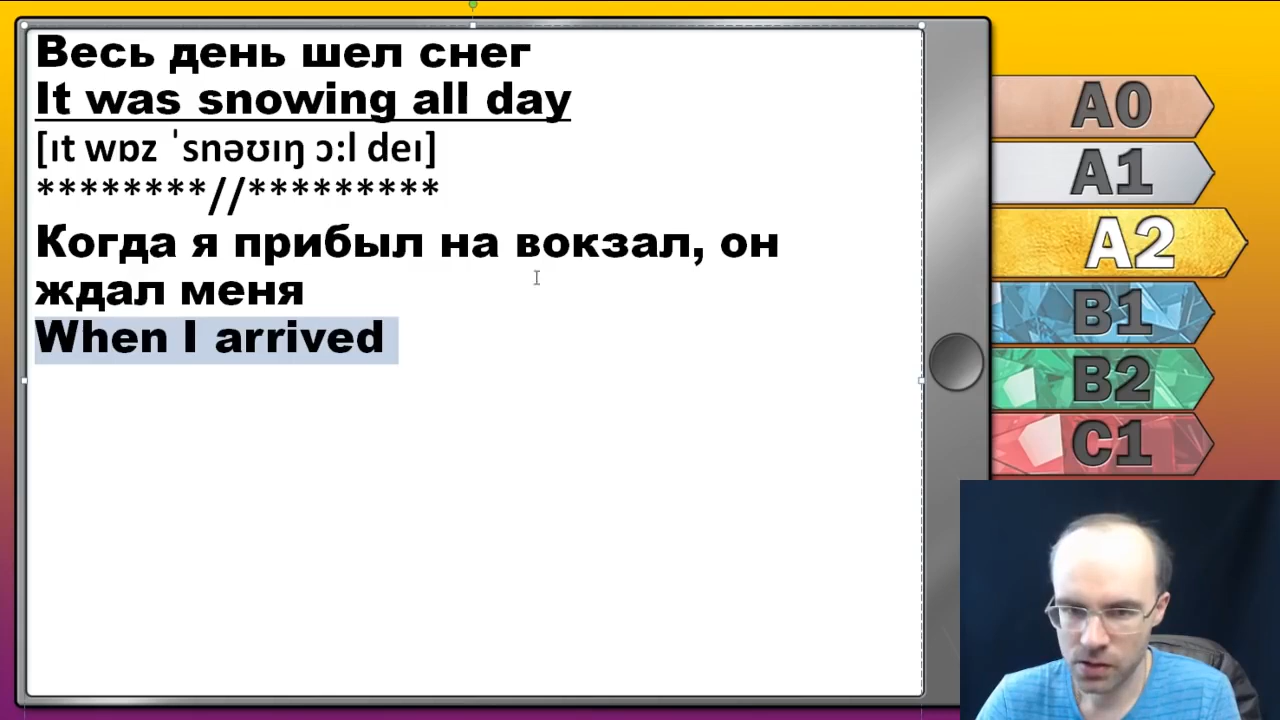 Весь день шел снег
It was snowing all day
[ɪt wɒz ˈsnəʊɪŋ ɔ:l deɪ]
********//*********
Когда я прибыл на вокзал, он
ждал меня
When I arrived
A0
A1
A2
B1
B2
C1